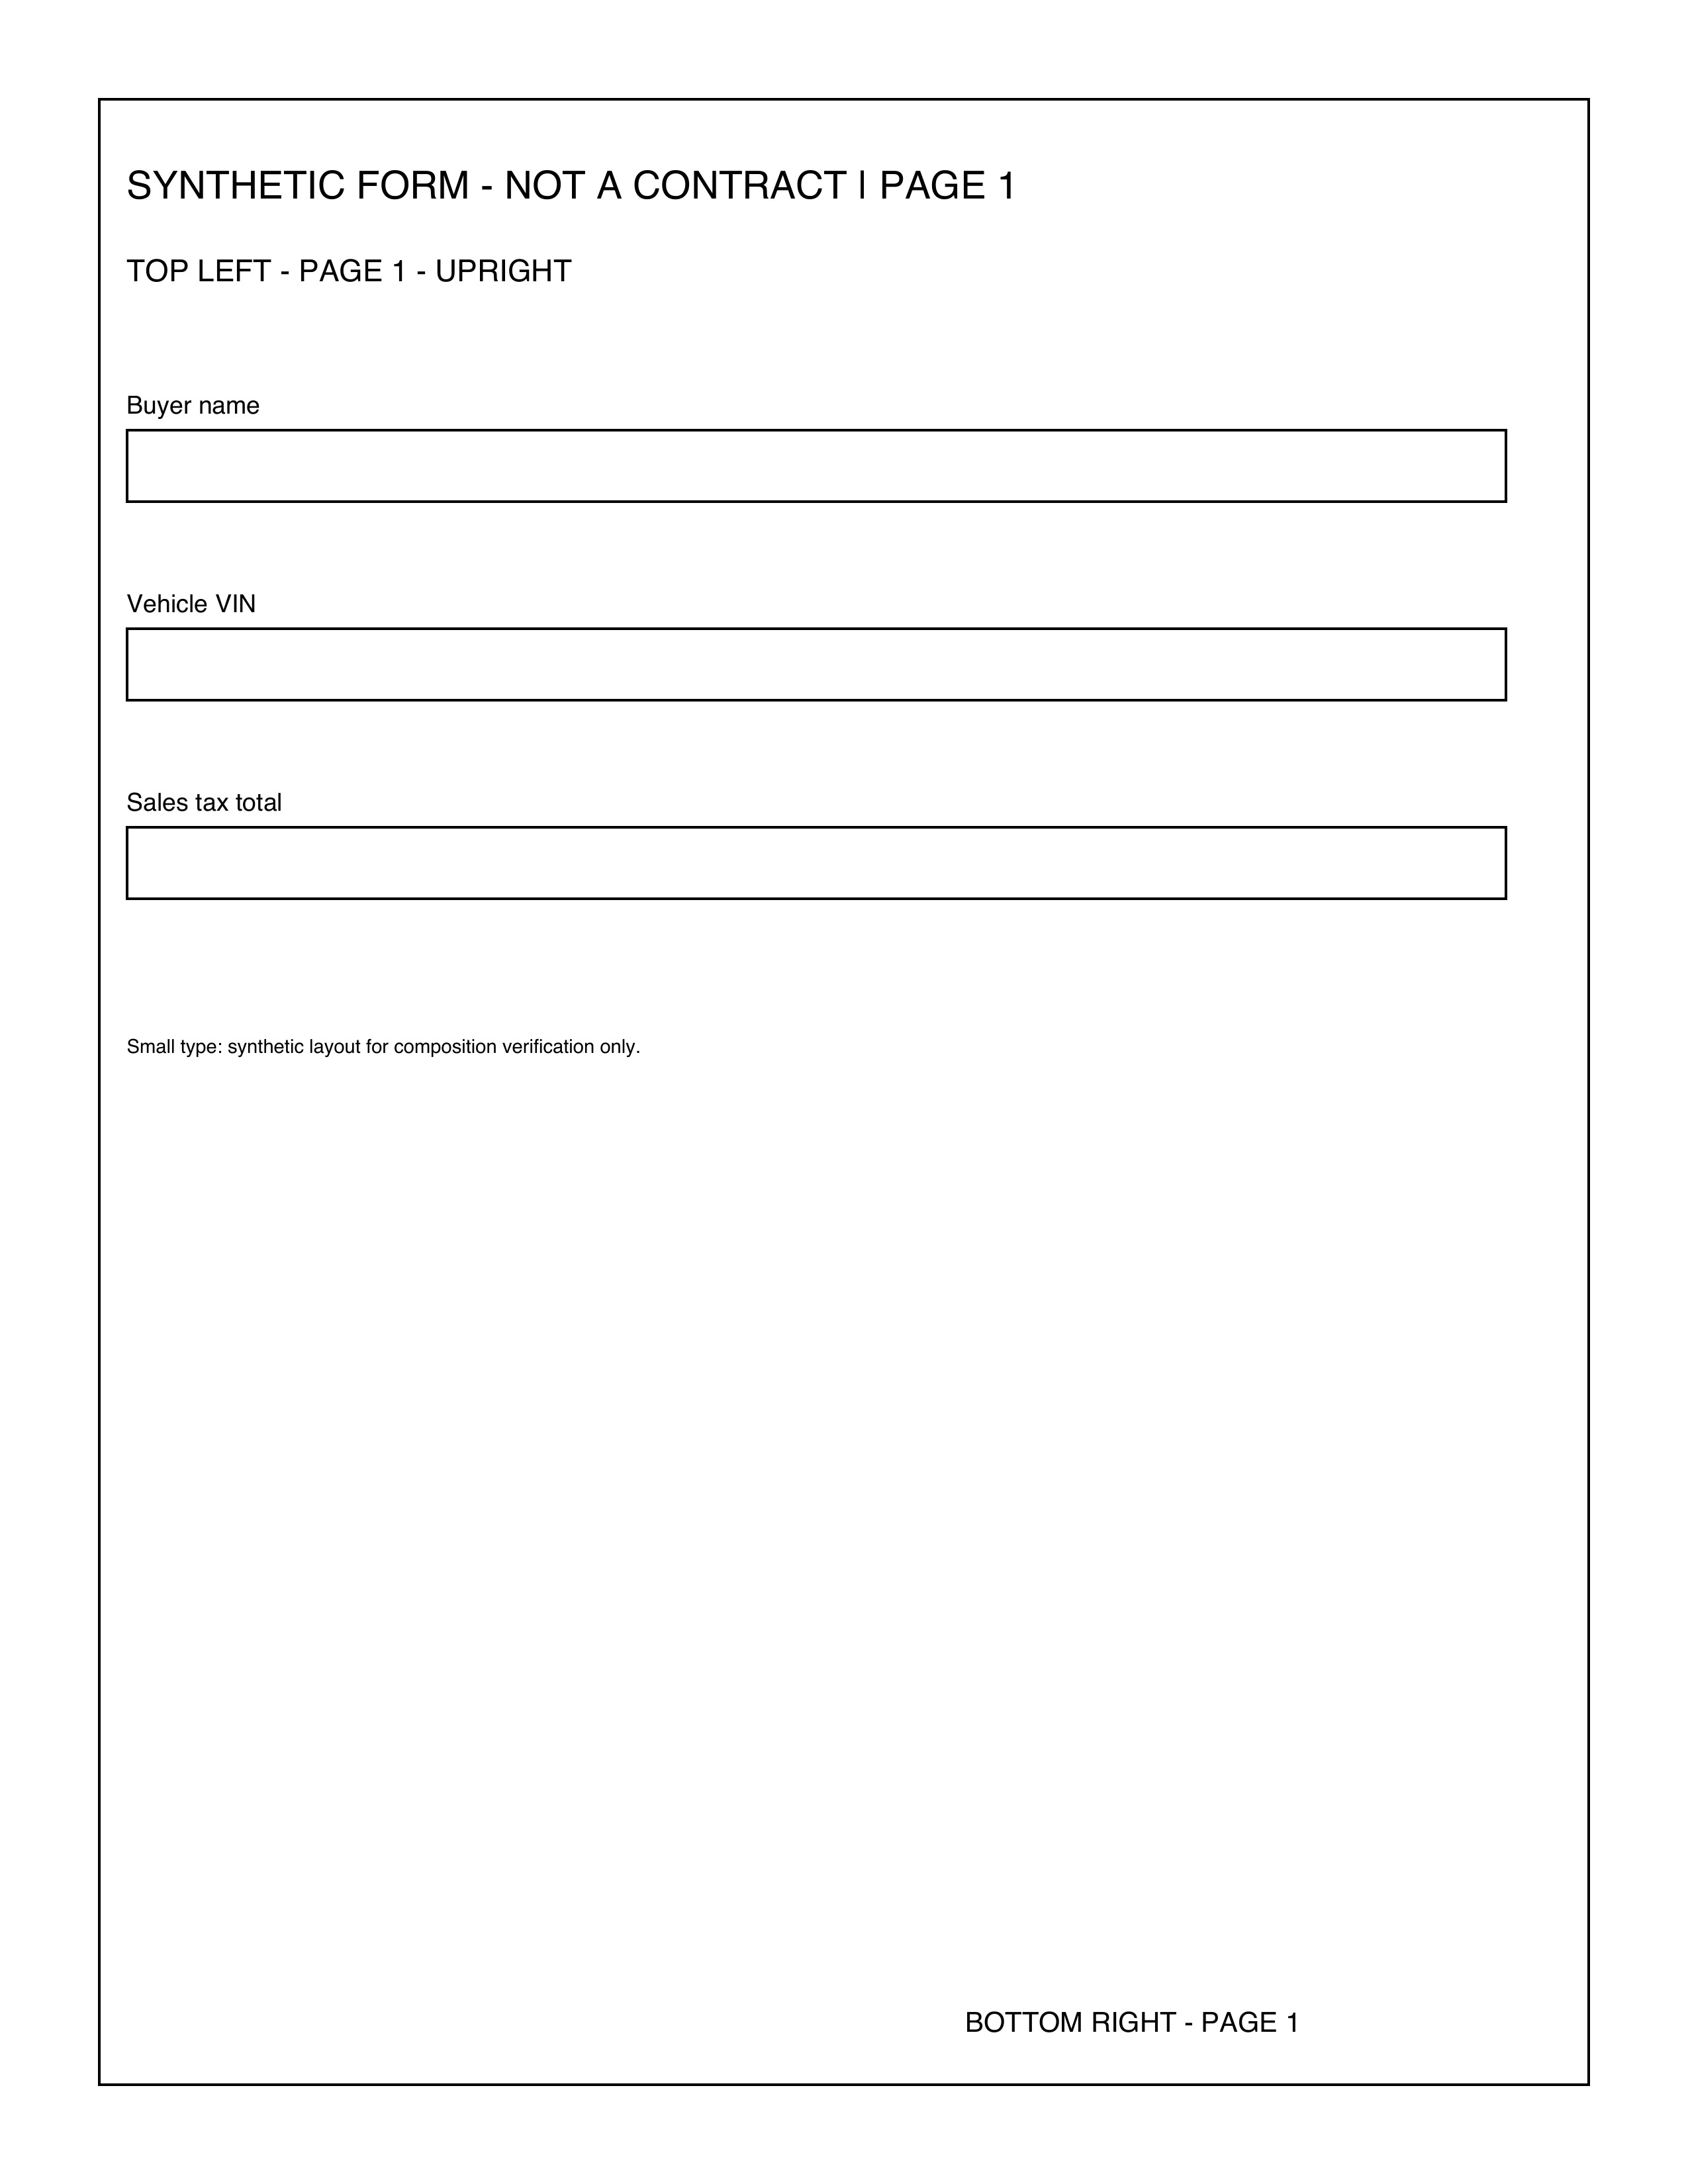 SYNTHETIC FORM - NOT A CONTRACT | PAGE 1
TOP LEFT - PAGE 1 - UPRIGHT
Buyer name
Vehicle VIN
Sales tax total
Small type: synthetic layout for composition verification only.
BOTTOM RIGHT - PAGE 1